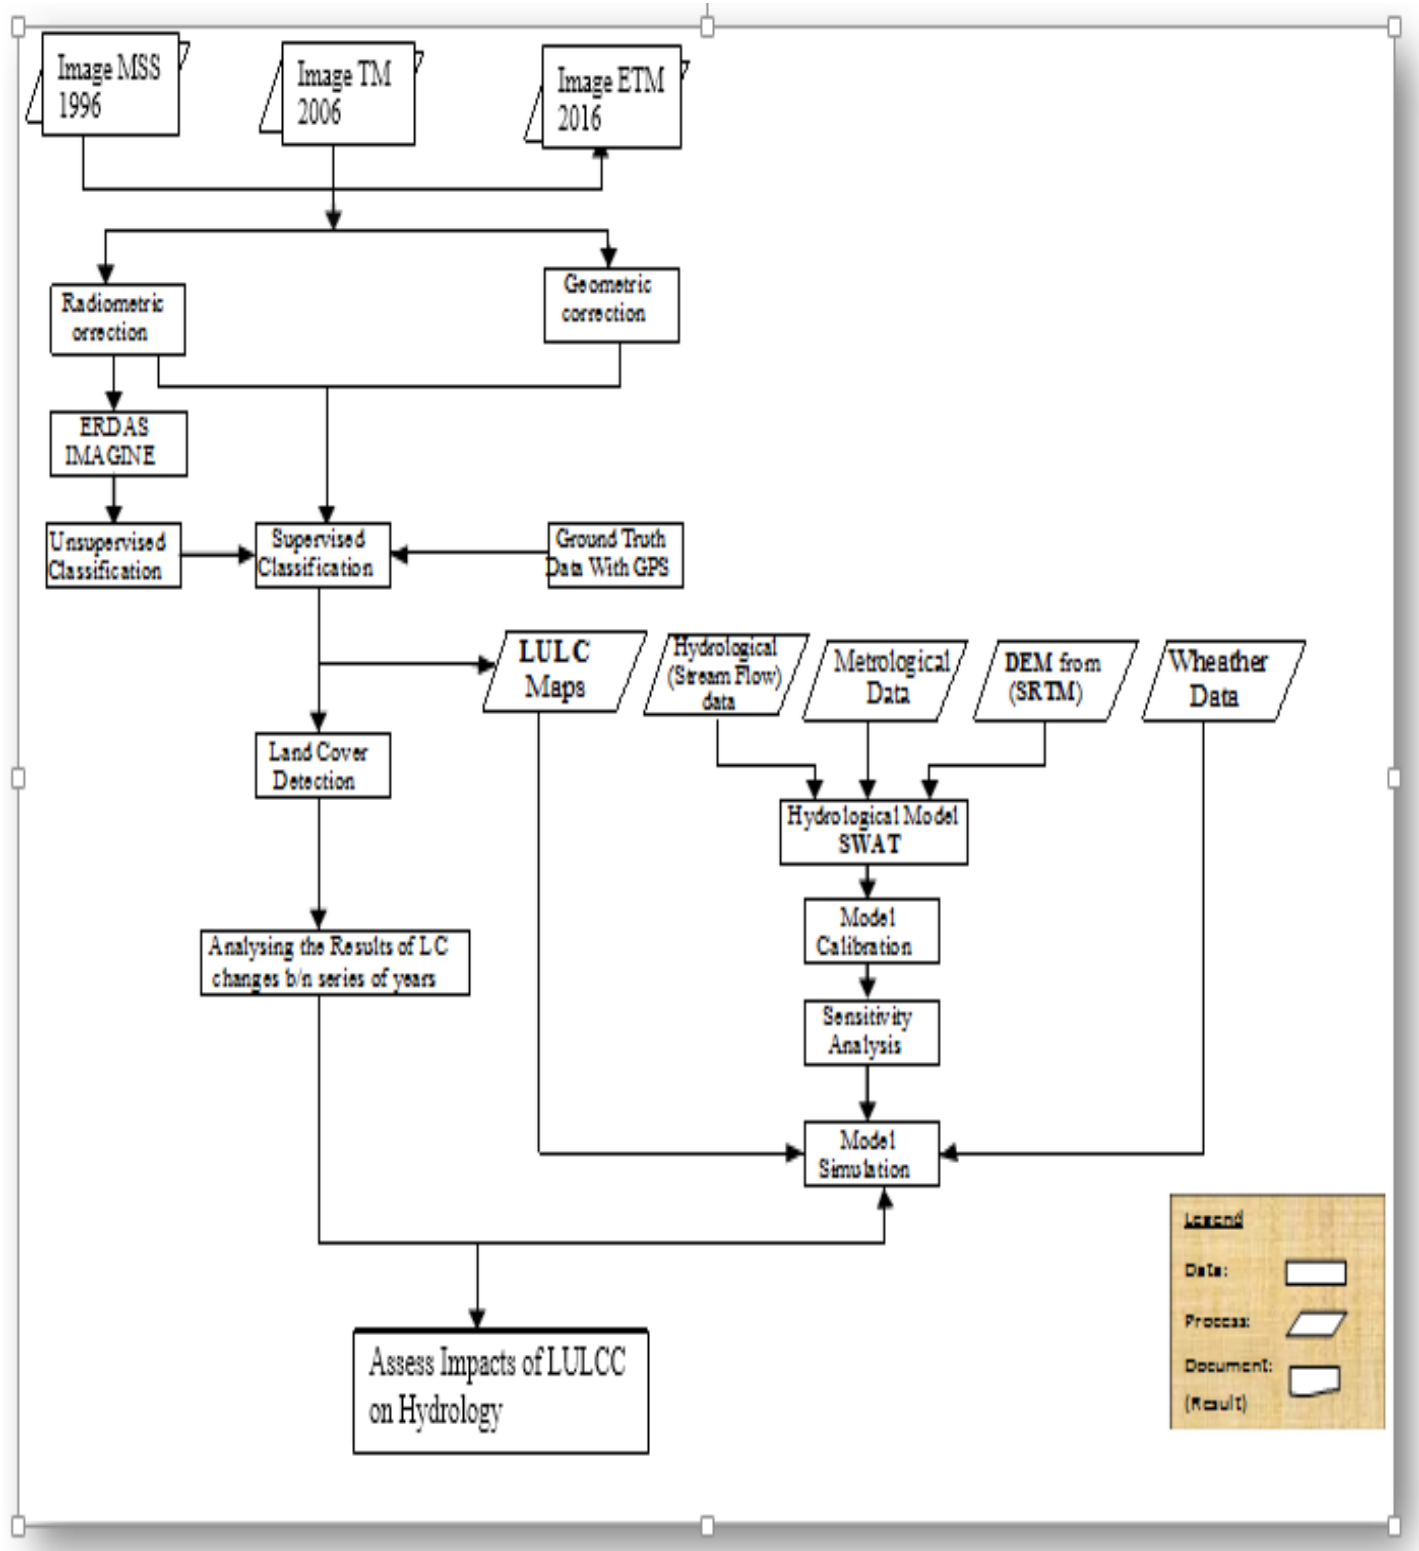 Image MSS
1996
Image TM
2006
Image ETM
2016
Radiometric
orrection
Geometric
correction
ERDAS
IMAGINE
Unsupervised
Classification
Supervised
Classification
Ground Truth
Data With GPS
LULC
Maps
Hydrological
(Stream Flow)
data
Metrological
Data
DEM from
(SRTM)
Wheather
Data
Land Cover
Detection
Hydrological Model
SWAT
Model
Calibration
Analysing the Results of LC
changes b/n series of years
Sensitivity
Analysis
Model
Simulation
Assess Impacts of LULCC
on Hydrology
Legend
Data:
Process:
Document:
(Result)